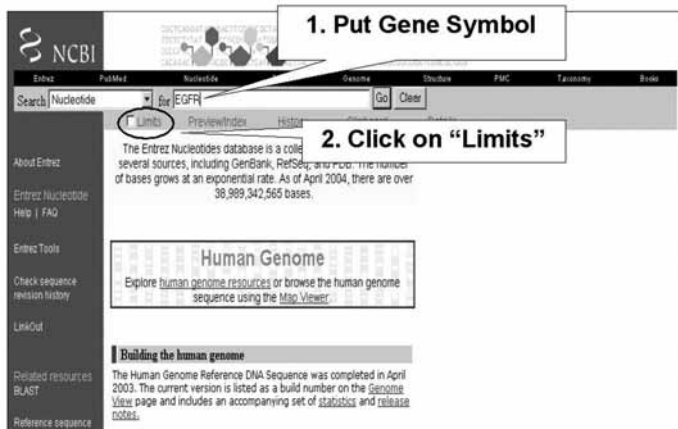 NCBI
1. Put Gene Symbol
Entrez PubMed Nucleotide Genome Structure PMC Taxonomy Books
Search Nucleotide for EGFR Go Clear
Limits Preview/Index
2. Click on “Limits”
The Entrez Nucleotides database is a
several sources, including GenBank, RefSeq, and PDB. The number
of bases grows at an exponential rate. As of April 2004, there are over
38,989,342,565 bases.
About Entrez
Entrez Nucleotide
Help | FAQ
Entrez Tools
Check sequence
revision history
LinkOut
Related resources
BLAST
Reference sequence
Human Genome
Explore human genome resources or browse the human genome
sequence using the Map Viewer.
Building the human genome
The Human Genome Reference DNA Sequence was completed in April
2003. The current version is listed as a build number on the Genome
View page and includes an accompanying set of statistics and release
notes.